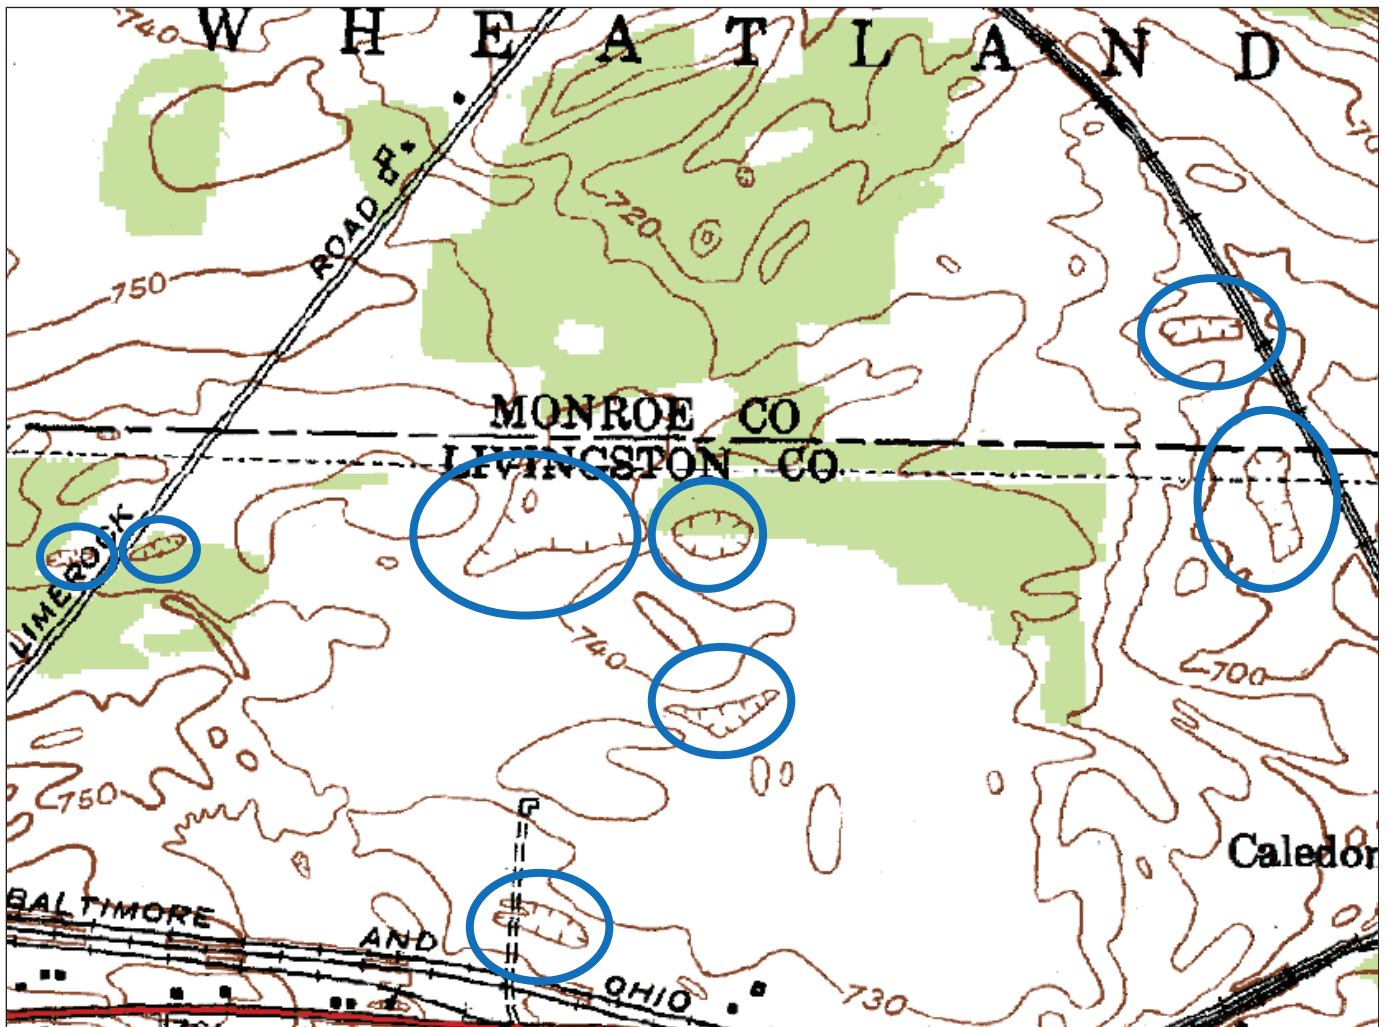 740
WHEATLAND
ROAD
720
750
MONROE CO
LIVINGSTON CO
LIMEROCK
740
700
750
Caledon
BALTIMORE AND OHIO
730